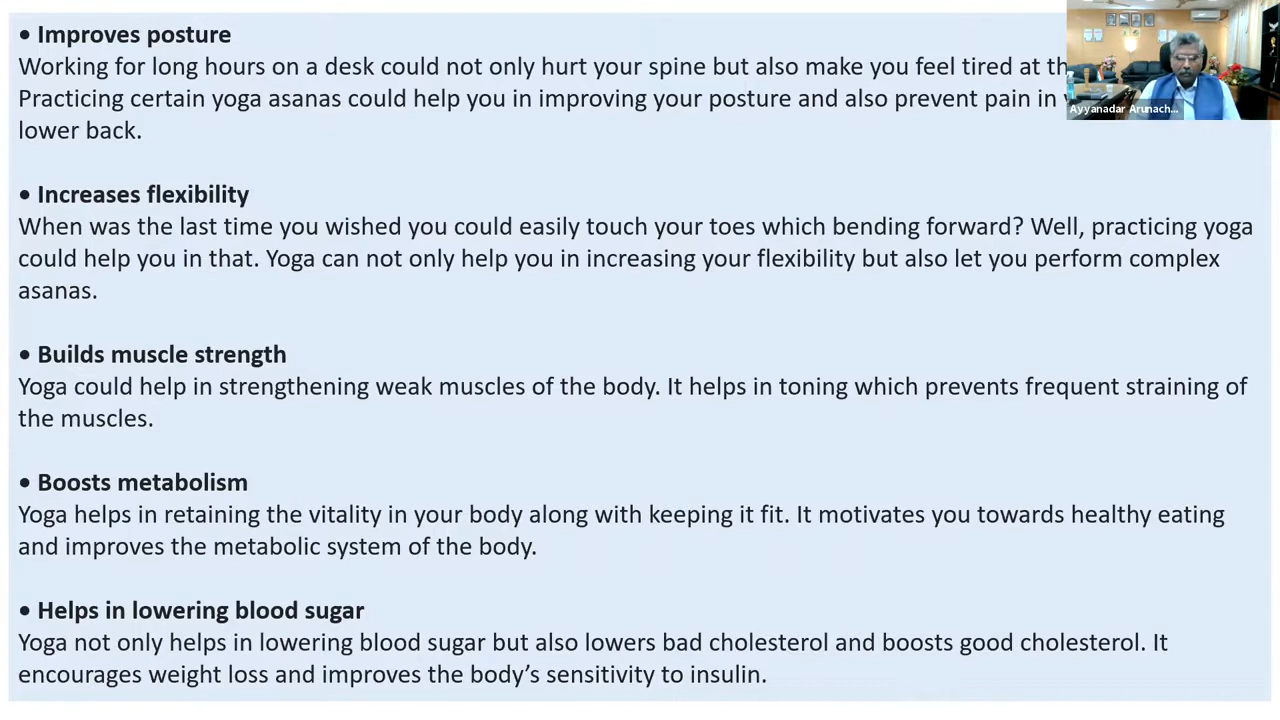 • Improves posture
Working for long hours on a desk could not only hurt your spine but also make you feel tired at
Practicing certain yoga asanas could help you in improving your posture and also prevent pain in
lower back.
• Increases flexibility
When was the last time you wished you could easily touch your toes which bending forward? Well, practicing yoga
could help you in that. Yoga can not only help you in increasing your flexibility but also let you perform complex
asanas.
• Builds muscle strength
Yoga could help in strengthening weak muscles of the body. It helps in toning which prevents frequent straining of
the muscles.
• Boosts metabolism
Yoga helps in retaining the vitality in your body along with keeping it fit. It motivates you towards healthy eating
and improves the metabolic system of the body.
• Helps in lowering blood sugar
Yoga not only helps in lowering blood sugar but also lowers bad cholesterol and boosts good cholesterol. It
encourages weight loss and improves the body’s sensitivity to insulin.
Ayyanadar Arunach...